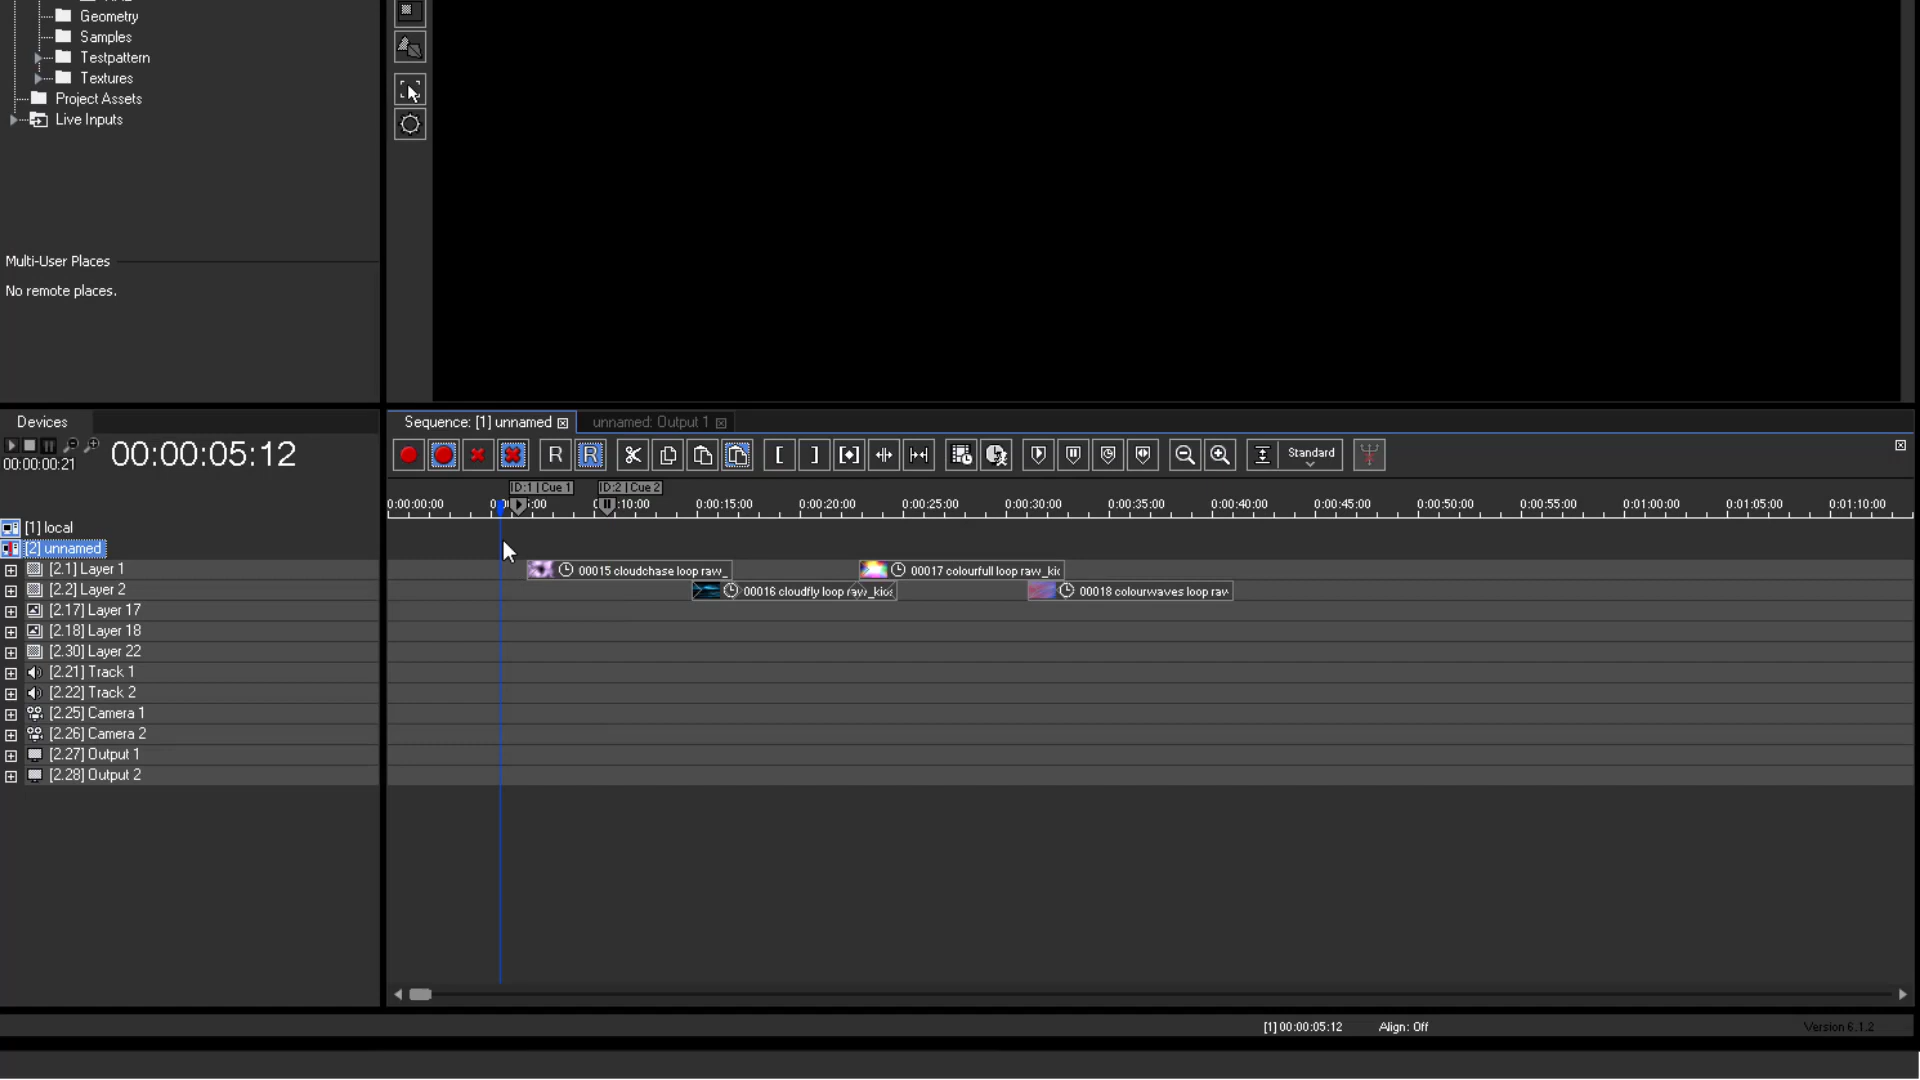 Geometry
Samples
Testpattern
Textures
Project Assets
Live Inputs
Multi-User Places
No remote places.
Devices
00:00:00:21
00:00:05:12
Sequence: [1] unnamed
unnamed: Output 1
R R
Standard
ID:1 | Cue 1
ID:2 | Cue 2
0:00:00:00
:00
:10:00
0:00:15:00
0:00:20:00
0:00:25:00
0:00:30:00
0:00:35:00
0:00:40:00
0:00:45:00
0:00:50:00
0:00:55:00
0:01:00:00
0:01:05:00
0:01:10:00
[1] local
[2] unnamed
[2.1] Layer 1
00015 cloudchase loop raw_
00017 colourfull loop raw_kio
[2.2] Layer 2
00016 cloudfly loop raw_kios
00018 colourwaves loop raw
[2.17] Layer 17
[2.18] Layer 18
[2.30] Layer 22
[2.21] Track 1
[2.22] Track 2
[2.25] Camera 1
[2.26] Camera 2
[2.27] Output 1
[2.28] Output 2
[1] 00:00:05:12
Align: Off
Version 6.1.2